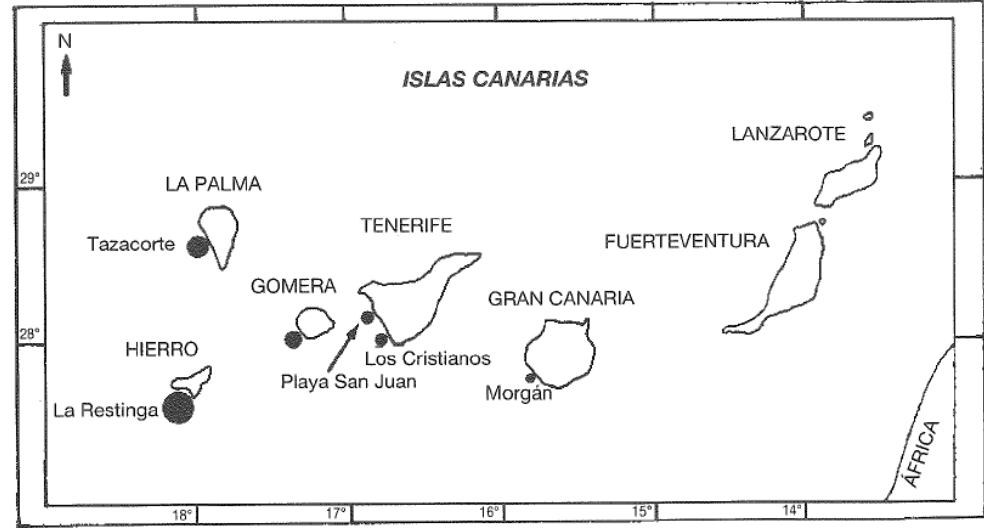 N
ISLAS CANARIAS
LANZAROTE
29°
LA PALMA
TENERIFE
Tazacorte
FUERTEVENTURA
GOMERA
GRAN CANARIA
28°
HIERRO
Los Cristianos
Playa San Juan
Morgán
La Restinga
ÁFRICA
18°
17°
16°
15°
14°